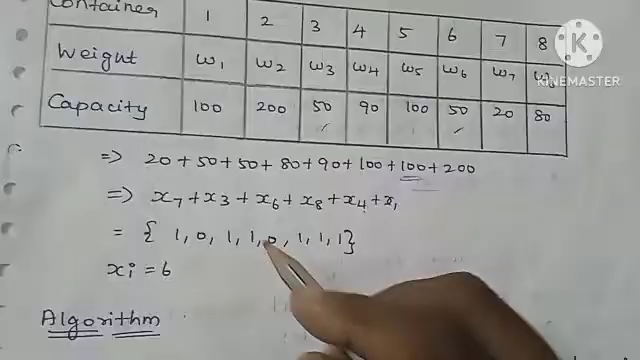 Container 1 2 3 4 5 6 7 8
Weight w₁ w₂ w₃ w₄ w₅ w₆ w₇
Capacity 100 200 50 90 100 50 20 80
KINEMASTER
=> 20 + 50 + 50 + 80 + 90 + 100 + 100 + 200
=> x₇ + x₃ + x₆ + x₈ + x₄ + x₁
= { 1, 0, 1, 1, 0, 1, 1, 1 }
xi = 6
Algorithm